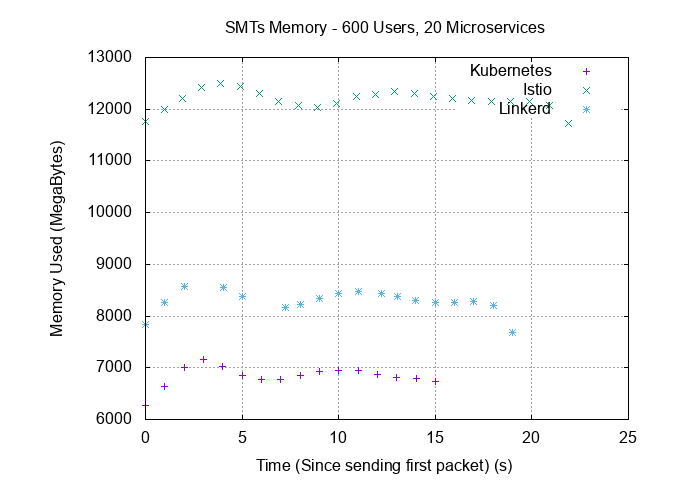 SMTs Memory - 600 Users, 20 Microservices
13000
12000
11000
10000
9000
8000
7000
6000
0 5 10 15 20 25
Memory Used (MegaBytes)
Time (Since sending first packet) (s)
Kubernetes
Istio
Linkerd